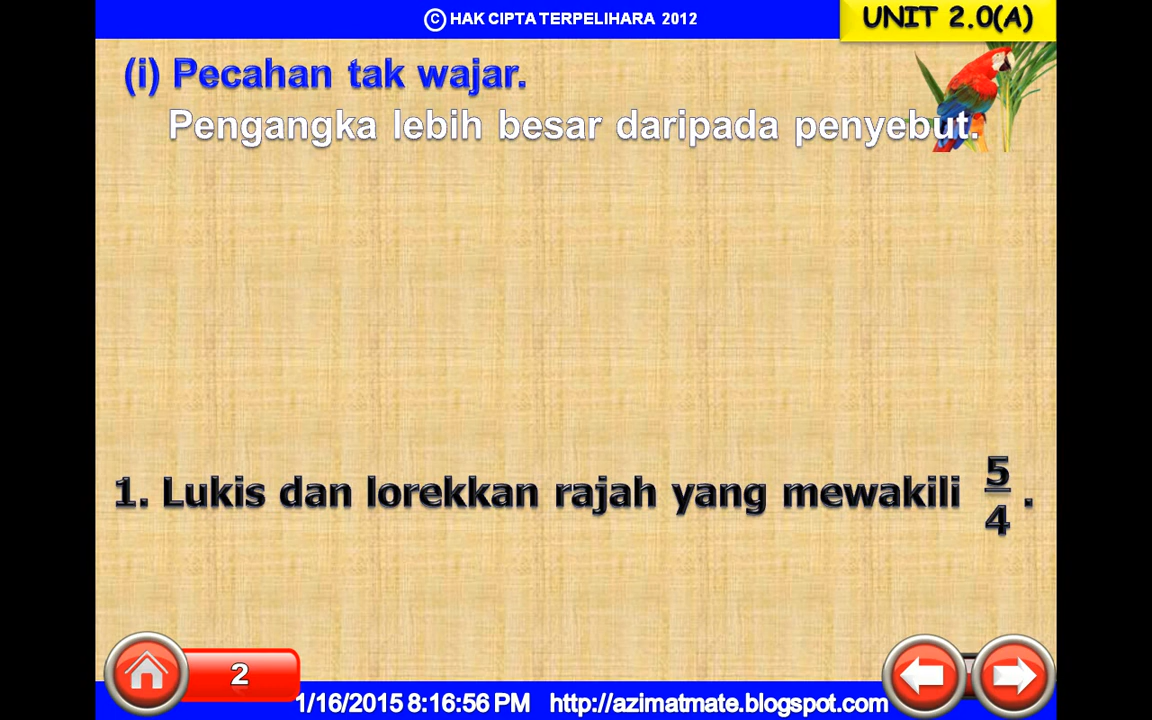 © HAK CIPTA TERPELIHARA 2012
UNIT 2.0(A)
(i) Pecahan tak wajar.
Pengangka lebih besar daripada penyebut.
1. Lukis dan lorekkan rajah yang mewakili 5/4 .
2
1/16/2015 8:16:56 PM http://azimatmate.blogspot.com